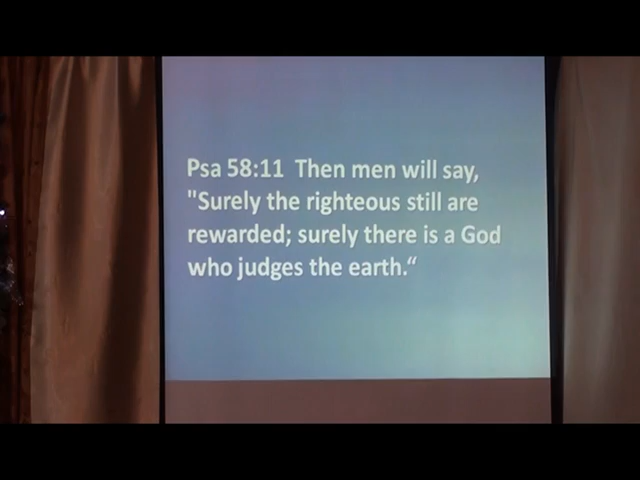 Psa 58:11  Then men will say,
"Surely the righteous still are
rewarded; surely there is a God
who judges the earth.“